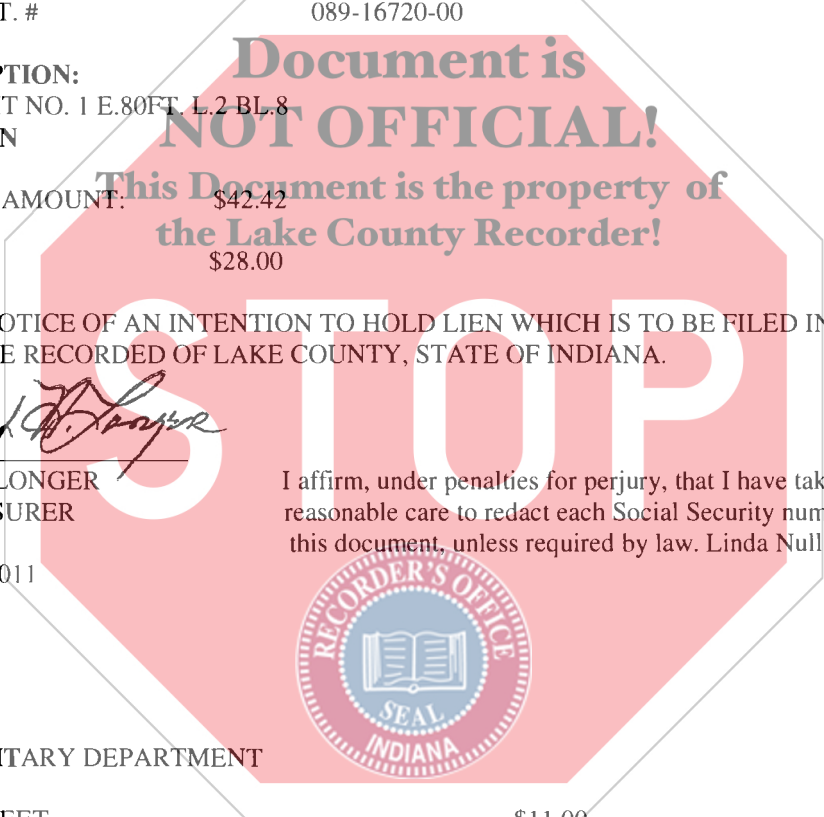 T. # 089-16720-00
Document is
PTION:
T NO. 1 E.80FT. L.2 BL.8
NOT OFFICIAL!
N
This Document is the property of
AMOUNT: $42.42
the Lake County Recorder!
$28.00
STOP
OTICE OF AN INTENTION TO HOLD LIEN WHICH IS TO BE FILED IN
E RECORDED OF LAKE COUNTY, STATE OF INDIANA.
LONGER
SURER
I affirm, under penalties for perjury, that I have tak
reasonable care to redact each Social Security num
this document, unless required by law. Linda Null
011
RECORDER'S OFFICE
SEAL
INDIANA
ITARY DEPARTMENT
EET $11.00